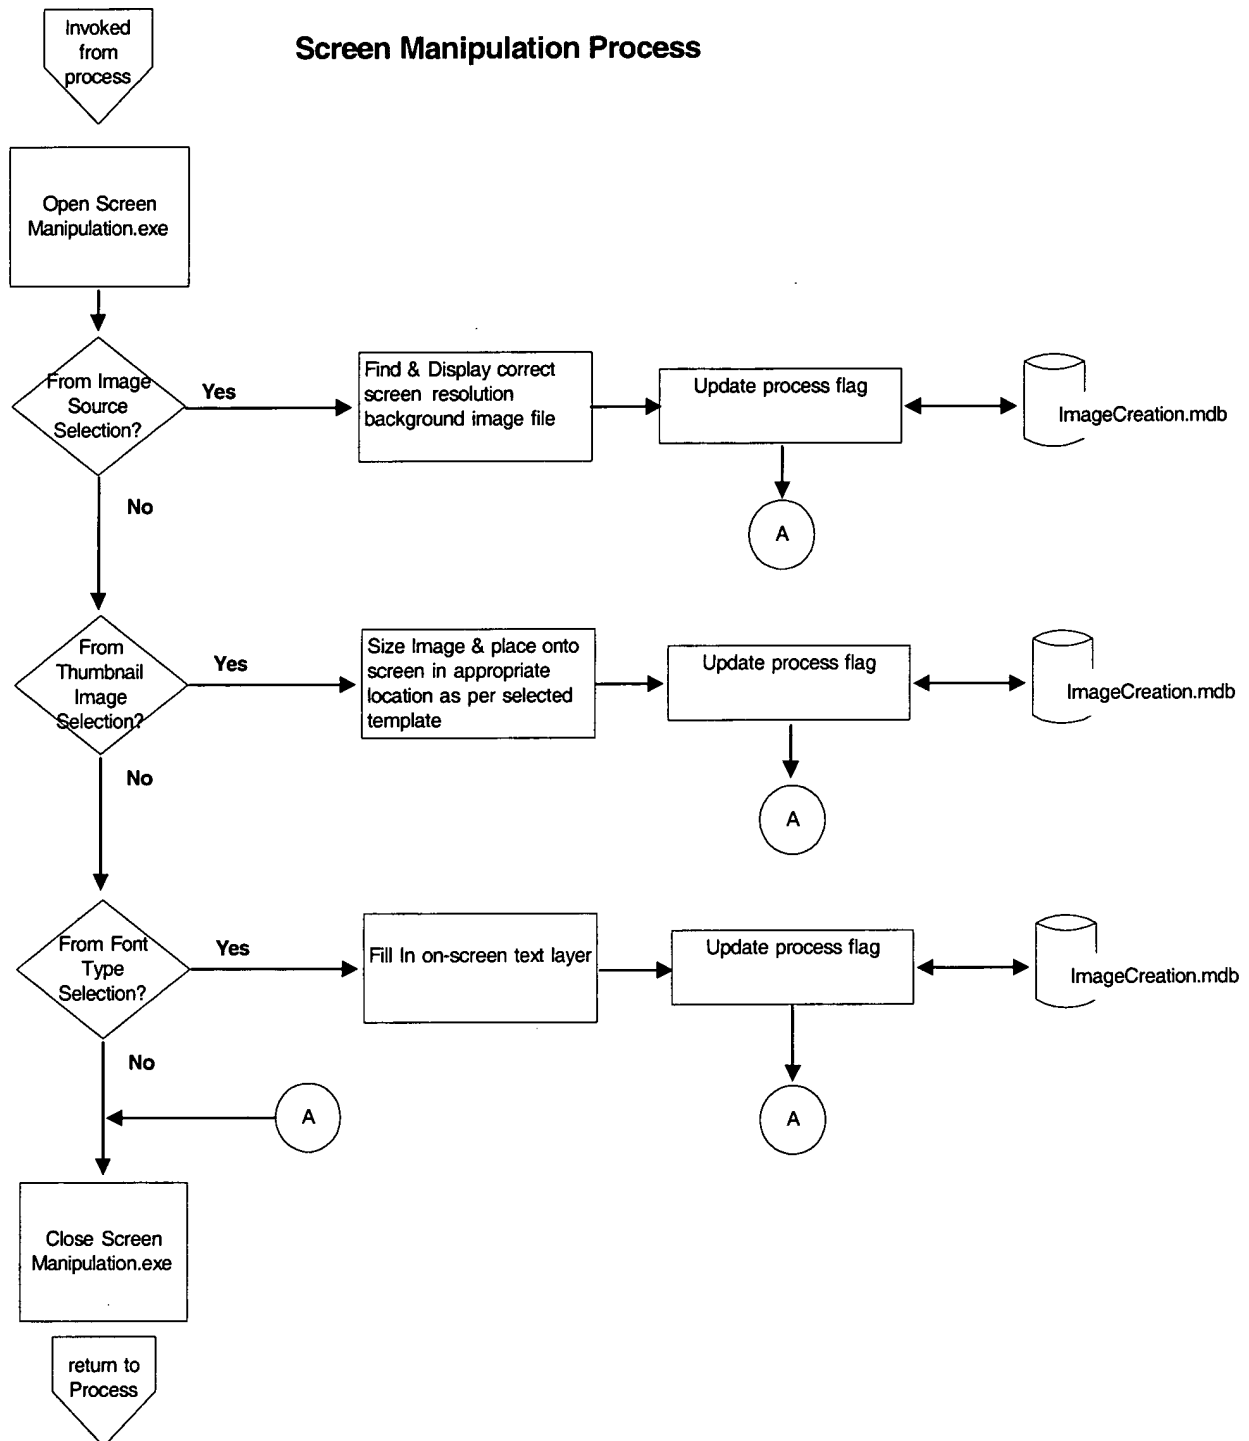 Invoked
from
process
Screen Manipulation Process
Open Screen
Manipulation.exe
From Image
Source
Selection?
Yes
Find & Display correct
screen resolution
background image file
Update process flag
ImageCreation.mdb
No
A
From
Thumbnail
Image
Selection?
Yes
Size Image & place onto
screen in appropriate
location as per selected
template
Update process flag
ImageCreation.mdb
No
A
From Font
Type
Selection?
Yes
Fill In on-screen text layer
Update process flag
ImageCreation.mdb
No
A
A
Close Screen
Manipulation.exe
return to
Process